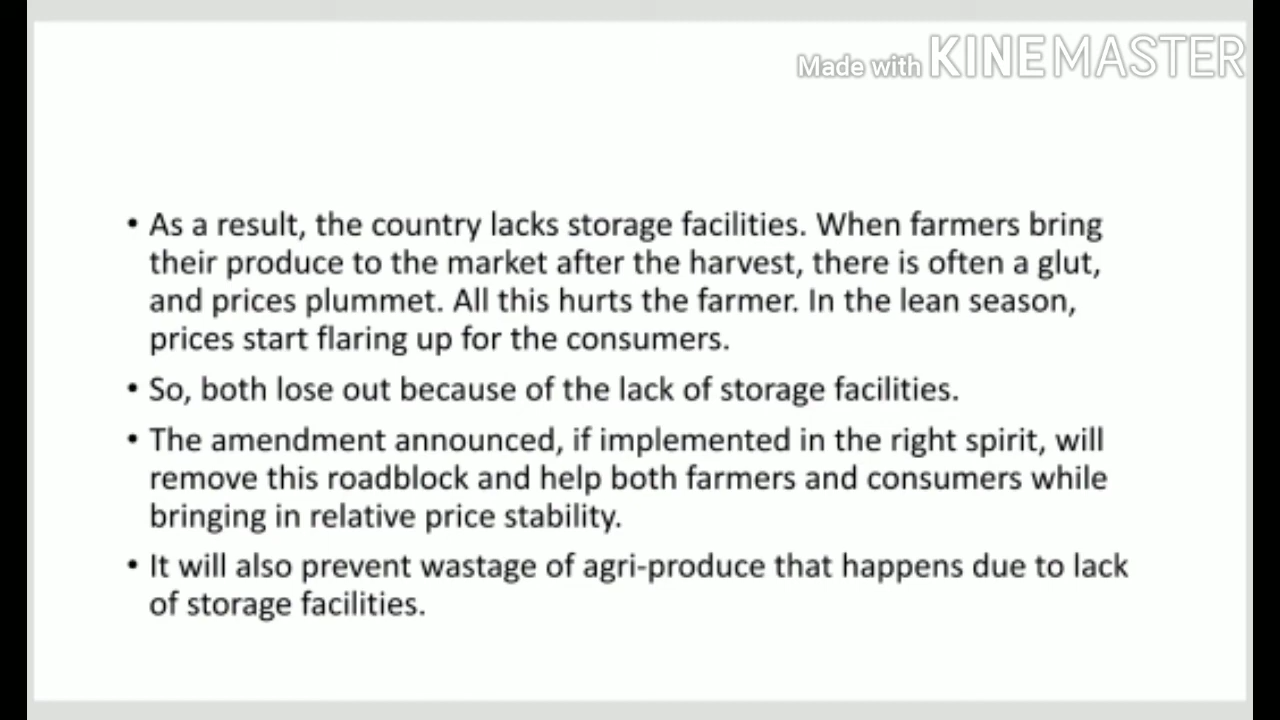 Made with KINEMASTER
• As a result, the country lacks storage facilities. When farmers bring
their produce to the market after the harvest, there is often a glut,
and prices plummet. All this hurts the farmer. In the lean season,
prices start flaring up for the consumers.
• So, both lose out because of the lack of storage facilities.
• The amendment announced, if implemented in the right spirit, will
remove this roadblock and help both farmers and consumers while
bringing in relative price stability.
• It will also prevent wastage of agri-produce that happens due to lack
of storage facilities.